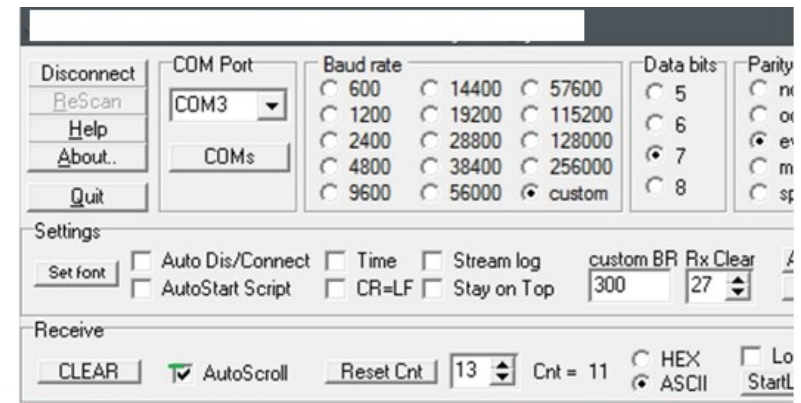 Disconnect
ReScan
Help
About..
Quit
COM Port
COM3
COMs
Baud rate
600 14400 57600
1200 19200 115200
2400 28800 128000
4800 38400 256000
9600 56000 custom
Data bits
5
6
7
8
Parity
Settings
Set font
Auto Dis/Connect Time Stream log
AutoStart Script CR=LF Stay on Top
custom BR Rx Clear
300 27
Receive
CLEAR AutoScroll Reset Cnt 13 Cnt = 11
HEX
ASCII